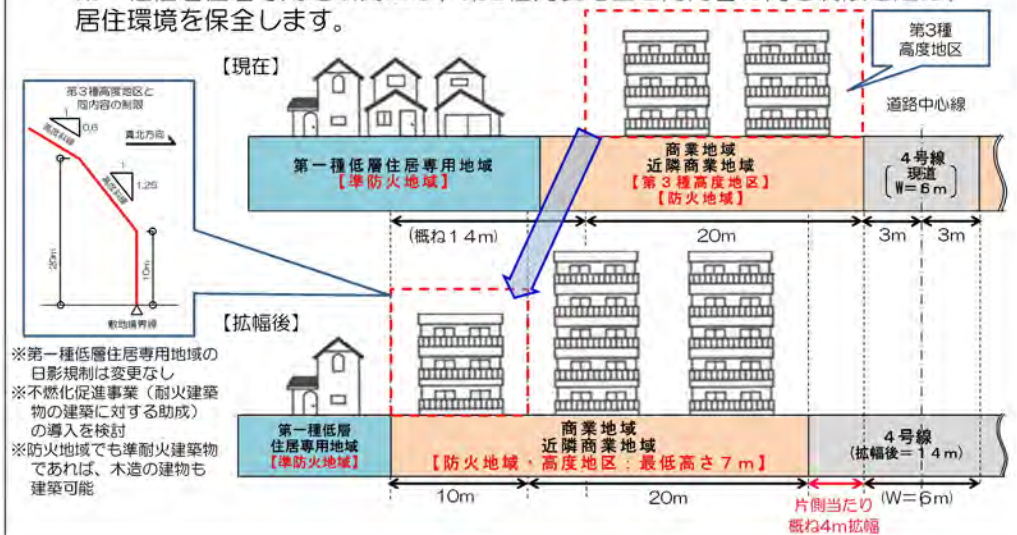 居住環境を保全します。
【現在】
第3種
高度地区
道路中心線
第3種高度地区と
同内容の制限
1
0.6
高度斜線
真北方向
1
1.25
高度斜線
20m
10m
敷地境界線
第一種低層住居専用地域
【準防火地域】
商業地域
近隣商業地域
【第3種高度地区】
【防火地域】
4号線
現道
W=6m
(概ね14m)
20m
3m
3m
【拡幅後】
※第一種低層住居専用地域の
日影規制は変更なし
※不燃化促進事業（耐火建築
物の建築に対する助成）
の導入を検討
※防火地域でも準耐火建築物
であれば、木造の建物も
建築可能
第一種低層
住居専用地域
【準防火地域】
商業地域
近隣商業地域
【防火地域・高度地区：最低高さ7m】
4号線
(拡幅後=14m)
10m
20m
(W=6m)
片側当たり
概ね4m拡幅